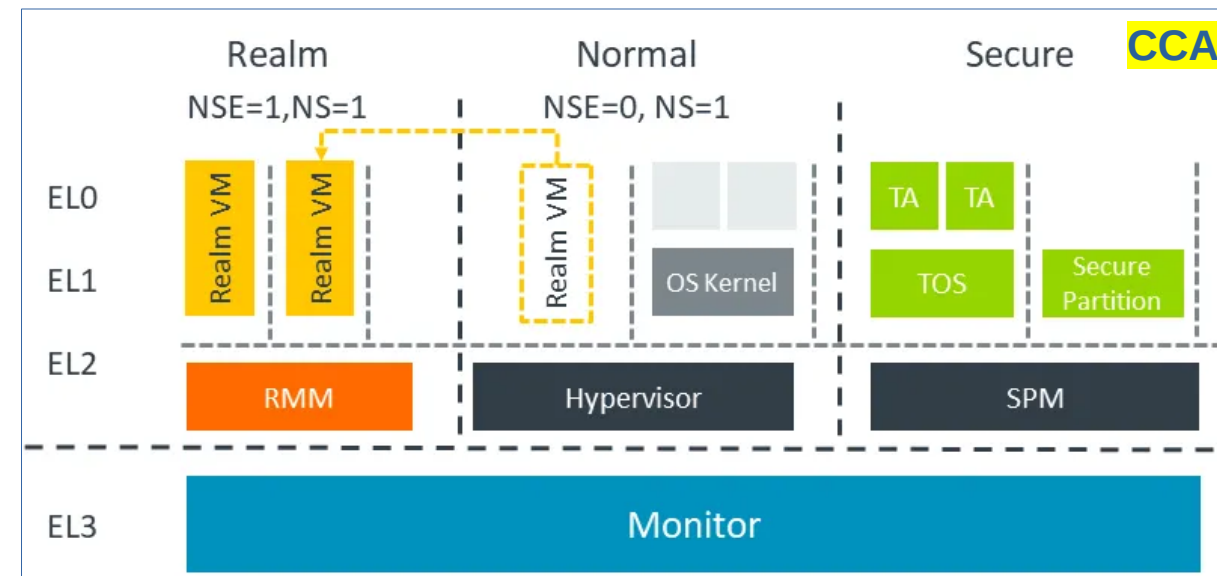 CCA
Realm
Normal
Secure
NSE=1,NS=1
NSE=0, NS=1
EL0
Realm VM
Realm VM
Realm VM
TA
TA
EL1
OS Kernel
TOS
Secure
Partition
EL2
RMM
Hypervisor
SPM
EL3
Monitor